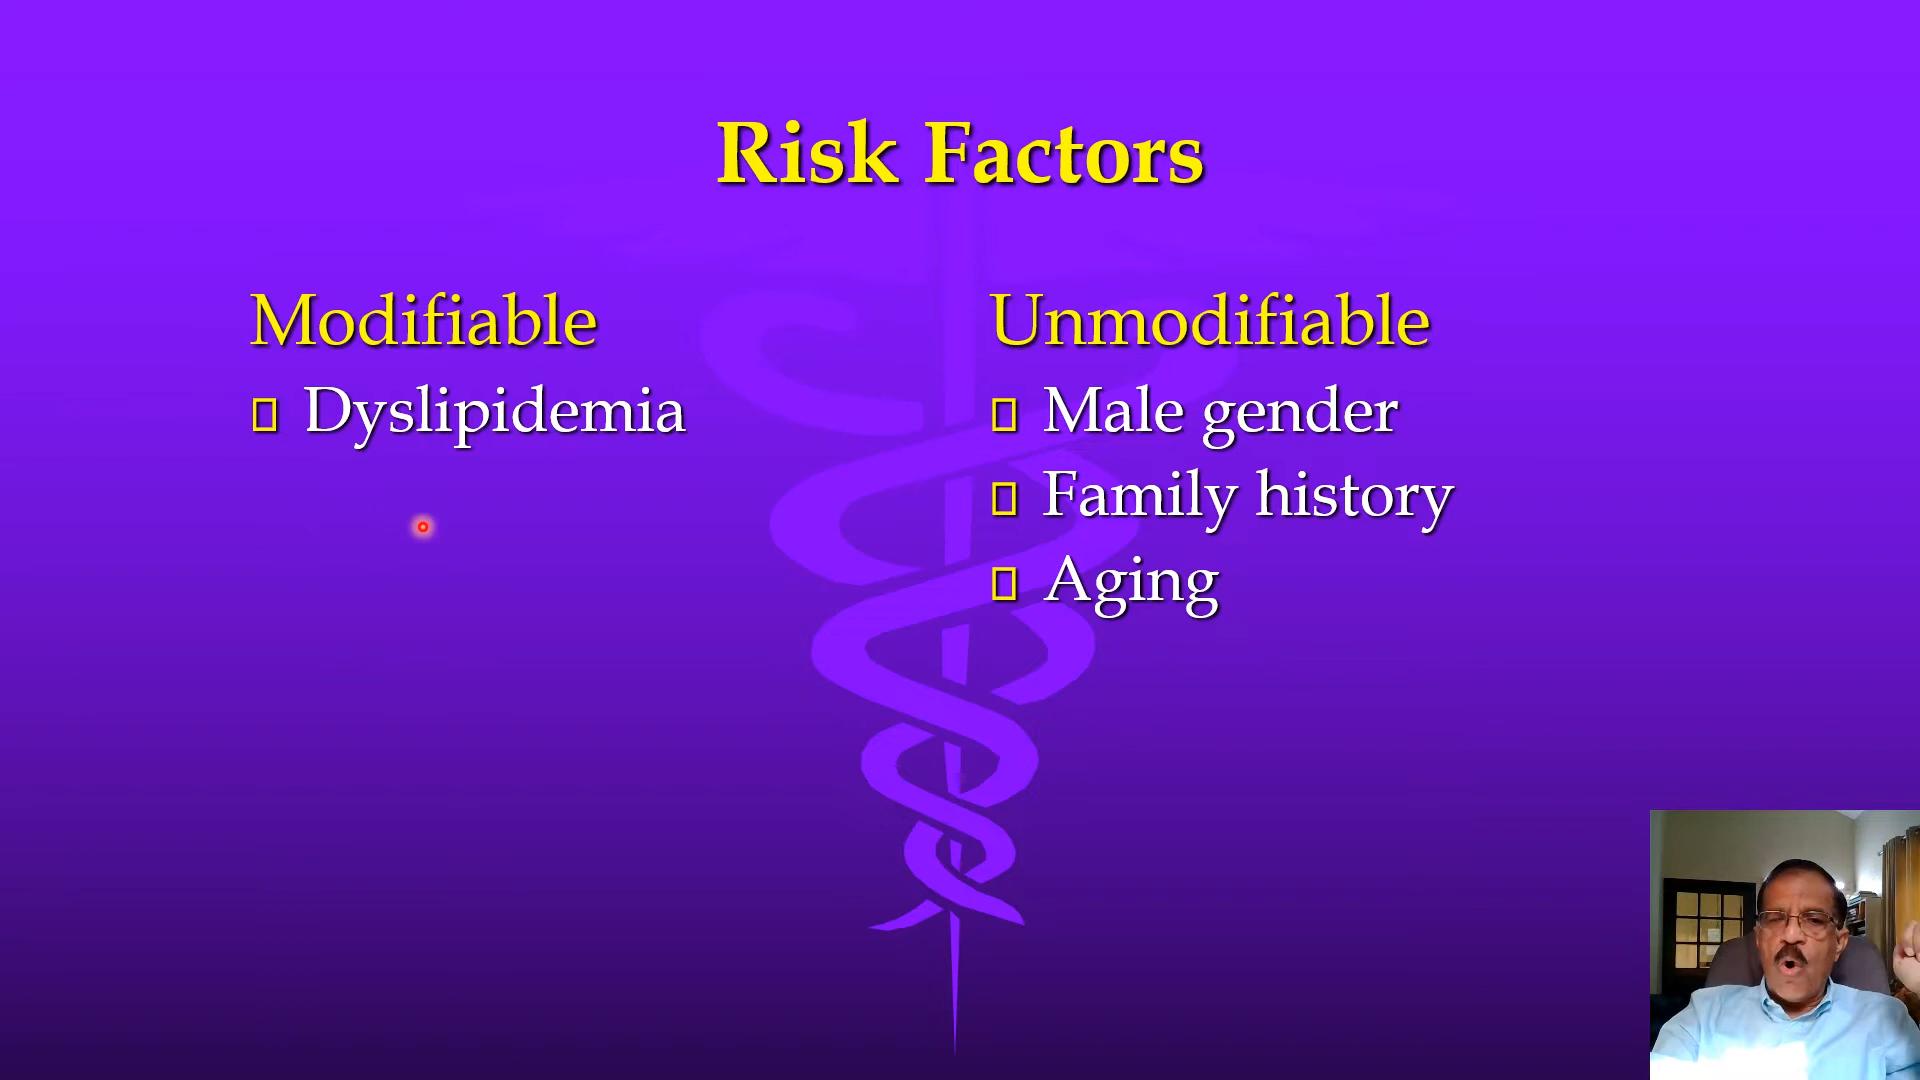 Risk Factors
Modifiable
Dyslipidemia
Unmodifiable
Male gender
Family history
Aging